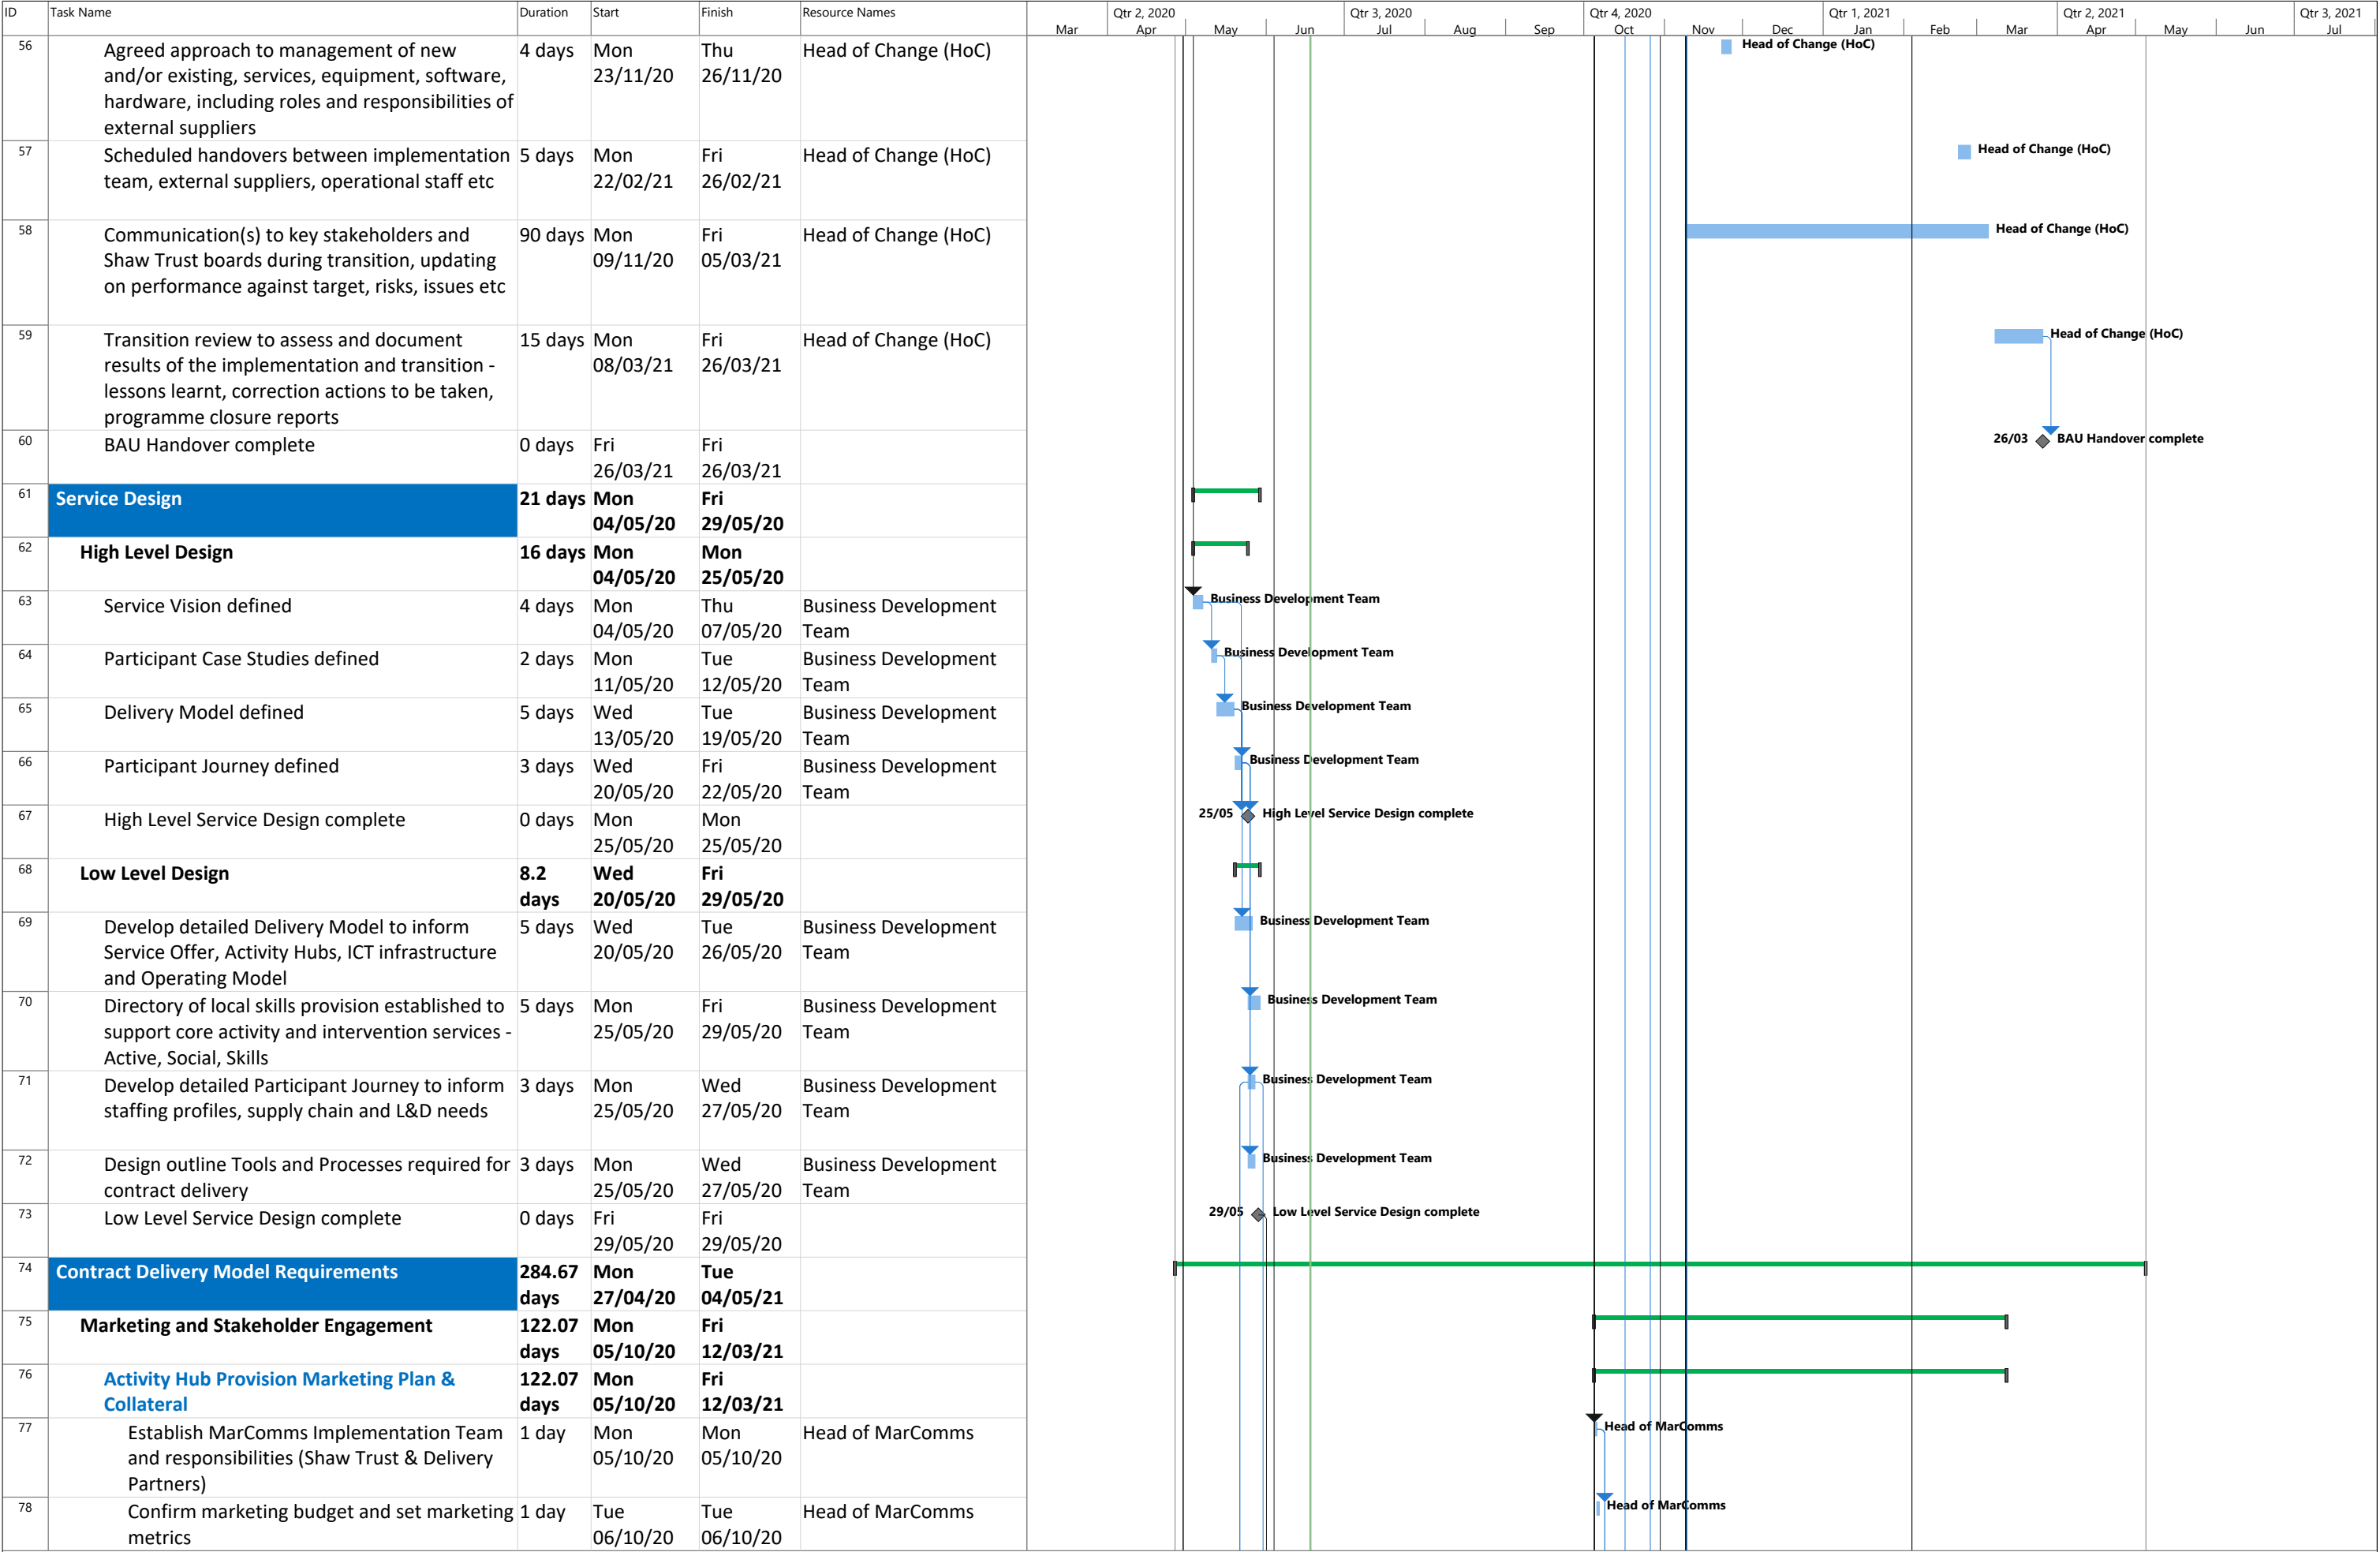 ID Task Name Duration Start Finish Resource Names
Qtr 2, 2020 Qtr 3, 2020 Qtr 4, 2020 Qtr 1, 2021 Qtr 2, 2021 Qtr 3, 2021
Mar Apr May Jun Jul Aug Sep Oct Nov Dec Jan Feb Mar Apr May Jun Jul
56 Agreed approach to management of new 4 days Mon Thu Head of Change (HoC) Head of Change (HoC)
and/or existing, services, equipment, software, 23/11/20 26/11/20
hardware, including roles and responsibilities of
external suppliers
57 Scheduled handovers between implementation 5 days Mon Fri Head of Change (HoC) Head of Change (HoC)
team, external suppliers, operational staff etc 22/02/21 26/02/21
58 Communication(s) to key stakeholders and 90 days Mon Fri Head of Change (HoC) Head of Change (HoC)
Shaw Trust boards during transition, updating 09/11/20 05/03/21
on performance against target, risks, issues etc
59 Transition review to assess and document 15 days Mon Fri Head of Change (HoC) Head of Change (HoC)
results of the implementation and transition - 08/03/21 26/03/21
lessons learnt, correction actions to be taken,
programme closure reports
60 BAU Handover complete 0 days Fri Fri 26/03 BAU Handover complete
26/03/21 26/03/21
61 Service Design 21 days Mon Fri
04/05/20 29/05/20
62 High Level Design 16 days Mon Mon
04/05/20 25/05/20
63 Service Vision defined 4 days Mon Thu Business Development Business Development Team
04/05/20 07/05/20 Team
64 Participant Case Studies defined 2 days Mon Tue Business Development Business Development Team
11/05/20 12/05/20 Team
65 Delivery Model defined 5 days Wed Tue Business Development Business Development Team
13/05/20 19/05/20 Team
66 Participant Journey defined 3 days Wed Fri Business Development Business Development Team
20/05/20 22/05/20 Team
67 High Level Service Design complete 0 days Mon Mon 25/05 High Level Service Design complete
25/05/20 25/05/20
68 Low Level Design 8.2 Wed Fri
days 20/05/20 29/05/20
69 Develop detailed Delivery Model to inform 5 days Wed Tue Business Development Business Development Team
Service Offer, Activity Hubs, ICT infrastructure 20/05/20 26/05/20 Team
and Operating Model
70 Directory of local skills provision established to 5 days Mon Fri Business Development Business Development Team
support core activity and intervention services - 25/05/20 29/05/20 Team
Active, Social, Skills
71 Develop detailed Participant Journey to inform 3 days Mon Wed Business Development Business Development Team
staffing profiles, supply chain and L&D needs 25/05/20 27/05/20 Team
72 Design outline Tools and Processes required for 3 days Mon Wed Business Development Business Development Team
contract delivery 25/05/20 27/05/20 Team
73 Low Level Service Design complete 0 days Fri Fri 29/05 Low Level Service Design complete
29/05/20 29/05/20
74 Contract Delivery Model Requirements 284.67 Mon Tue
days 27/04/20 04/05/21
75 Marketing and Stakeholder Engagement 122.07 Mon Fri
days 05/10/20 12/03/21
76 Activity Hub Provision Marketing Plan & 122.07 Mon Fri
Collateral days 05/10/20 12/03/21
77 Establish MarComms Implementation Team 1 day Mon Mon Head of MarComms Head of MarComms
and responsibilities (Shaw Trust & Delivery 05/10/20 05/10/20
Partners)
78 Confirm marketing budget and set marketing 1 day Tue Tue Head of MarComms Head of MarComms
metrics 06/10/20 06/10/20